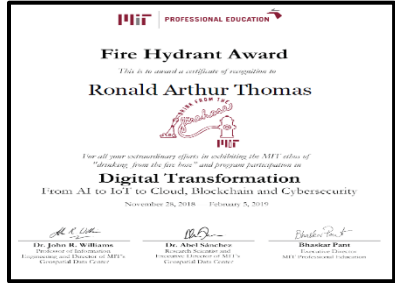 MIT PROFESSIONAL EDUCATION
Fire Hydrant Award
This is to award a certificate of recognition to
Ronald Arthur Thomas
DRINKING FROM THE
Firehose
MIT
For all your extraordinary efforts in exhibiting the MIT ethos of
"drinking from the fire hose" and program participation in
Digital Transformation
From AI to IoT to Cloud, Blockchain and Cybersecurity
November 28, 2018 February 5, 2019
Dr. John R. Williams
Professor of Information
Engineering and Director of MIT's
Geospatial Data Center
Dr. Abel Sánchez
Research Scientist and
Executive Director of MIT's
Geospatial Data Center
Bhaskar Pant
Executive Director
MIT Professional Education